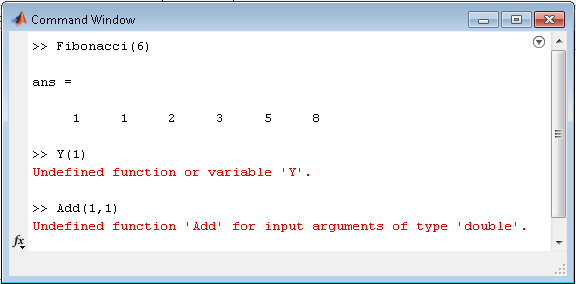 Command Window
>> Fibonacci(6)
ans =
1 1 2 3 5 8
>> Y(1)
Undefined function or variable 'Y'.
>> Add(1,1)
Undefined function 'Add' for input arguments of type 'double'.
fx